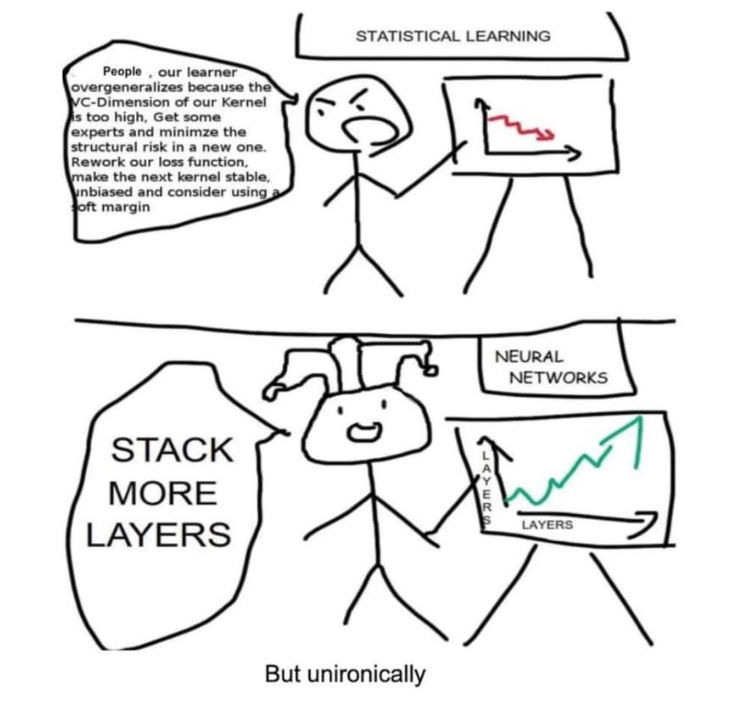 STATISTICAL LEARNING
People , our learner
overgeneralizes because the
VC-Dimension of our Kernel
is too high, Get some
experts and minimze the
structural risk in a new one.
Rework our loss function,
make the next kernel stable,
unbiased and consider using a
soft margin
NEURAL
NETWORKS
STACK
MORE
LAYERS
LAYERS
LAYERS
But unironically